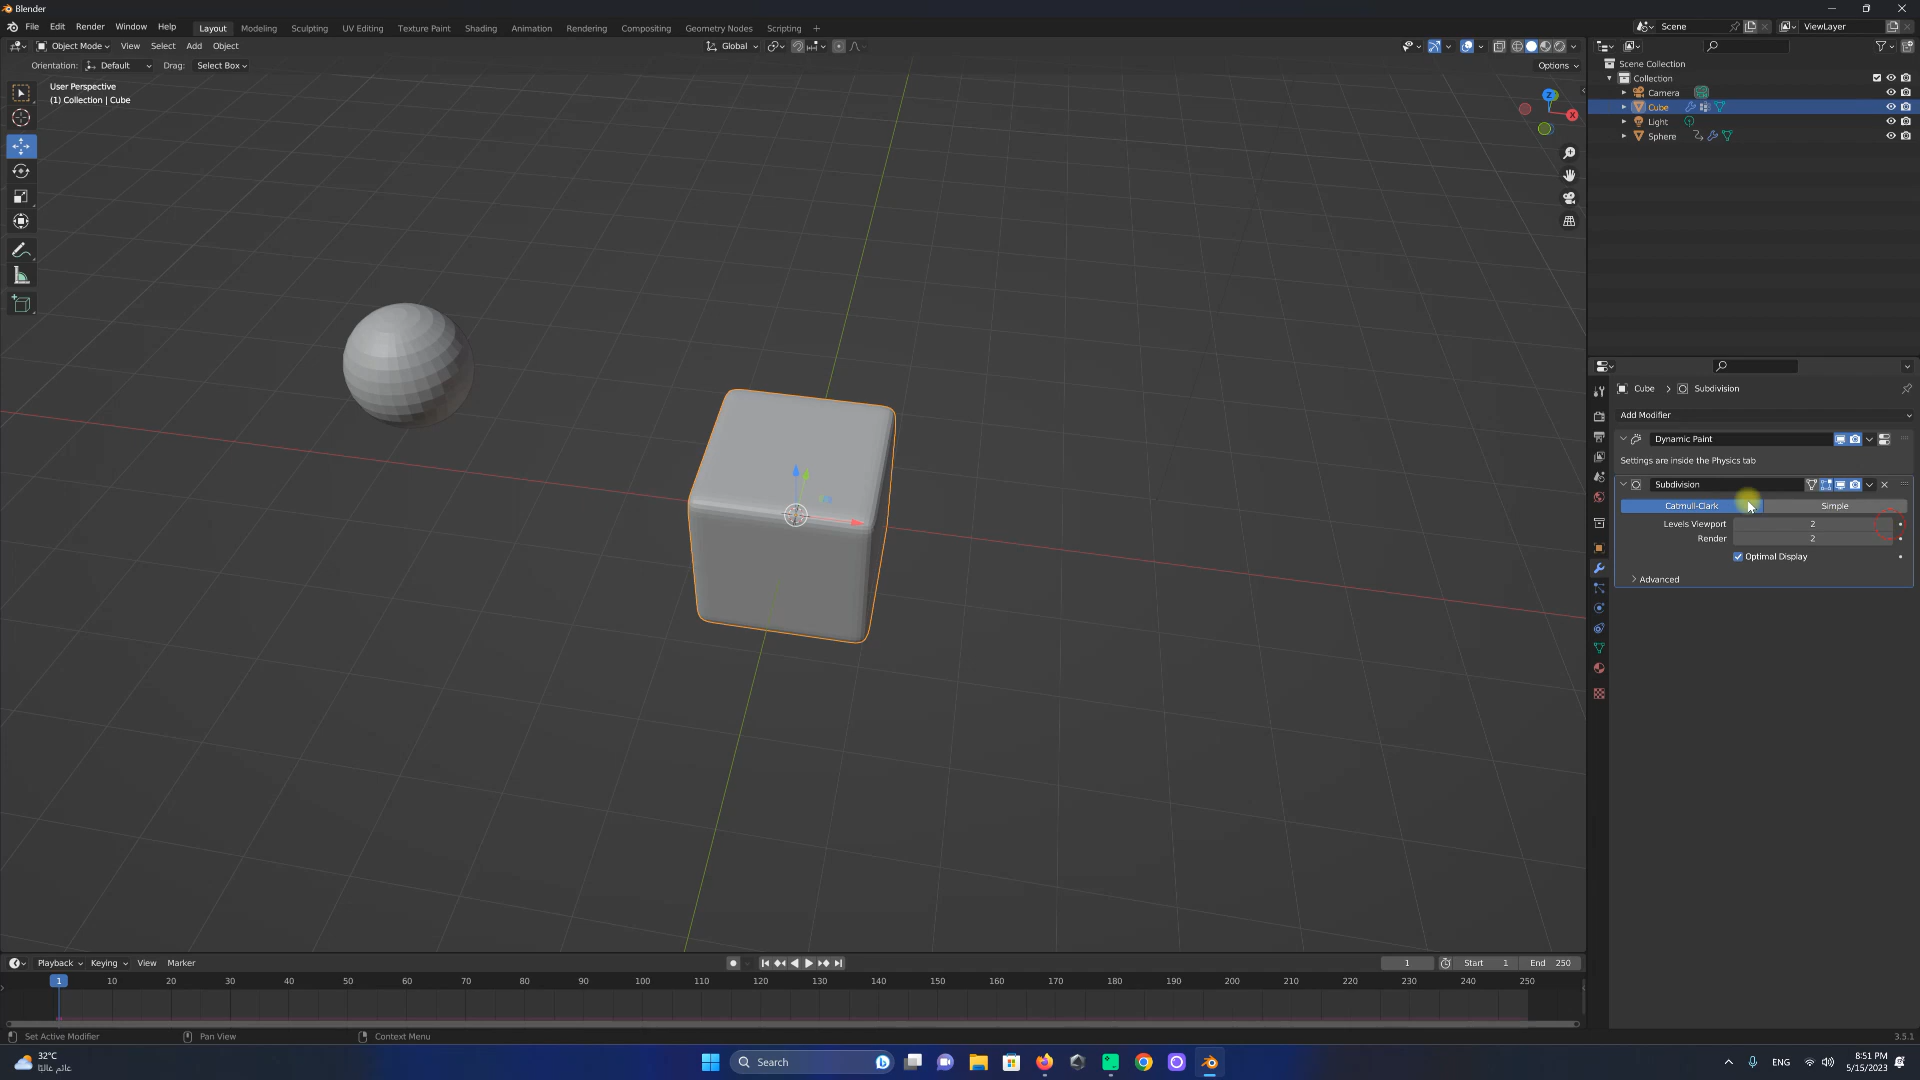 Blender
File Edit Render Window Help
Layout Modeling Sculpting UV Editing Texture Paint Shading Animation Rendering Compositing Geometry Nodes Scripting +
Scene
ViewLayer
Object Mode View Select Add Object
Global
Orientation: Default Drag: Select Box
Options
User Perspective
(1) Collection | Cube
Z
X
Scene Collection
Collection
Camera
Cube
Light
Sphere
Cube > Subdivision
Add Modifier
Dynamic Paint
Settings are inside the Physics tab
Subdivision
Catmull-Clark Simple
Levels Viewport 2
Render 2
Optimal Display
Advanced
Playback Keying View Marker
1 Start 1 End 250
1 10 20 30 40 50 60 70 80 90 100 110 120 130 140 150 160 170 180 190 200 210 220 230 240 250
Set Active Modifier Pan View Context Menu
3.5.1
32°C
غائم غالبًا
Search
ENG
8:51 PM
5/15/2023